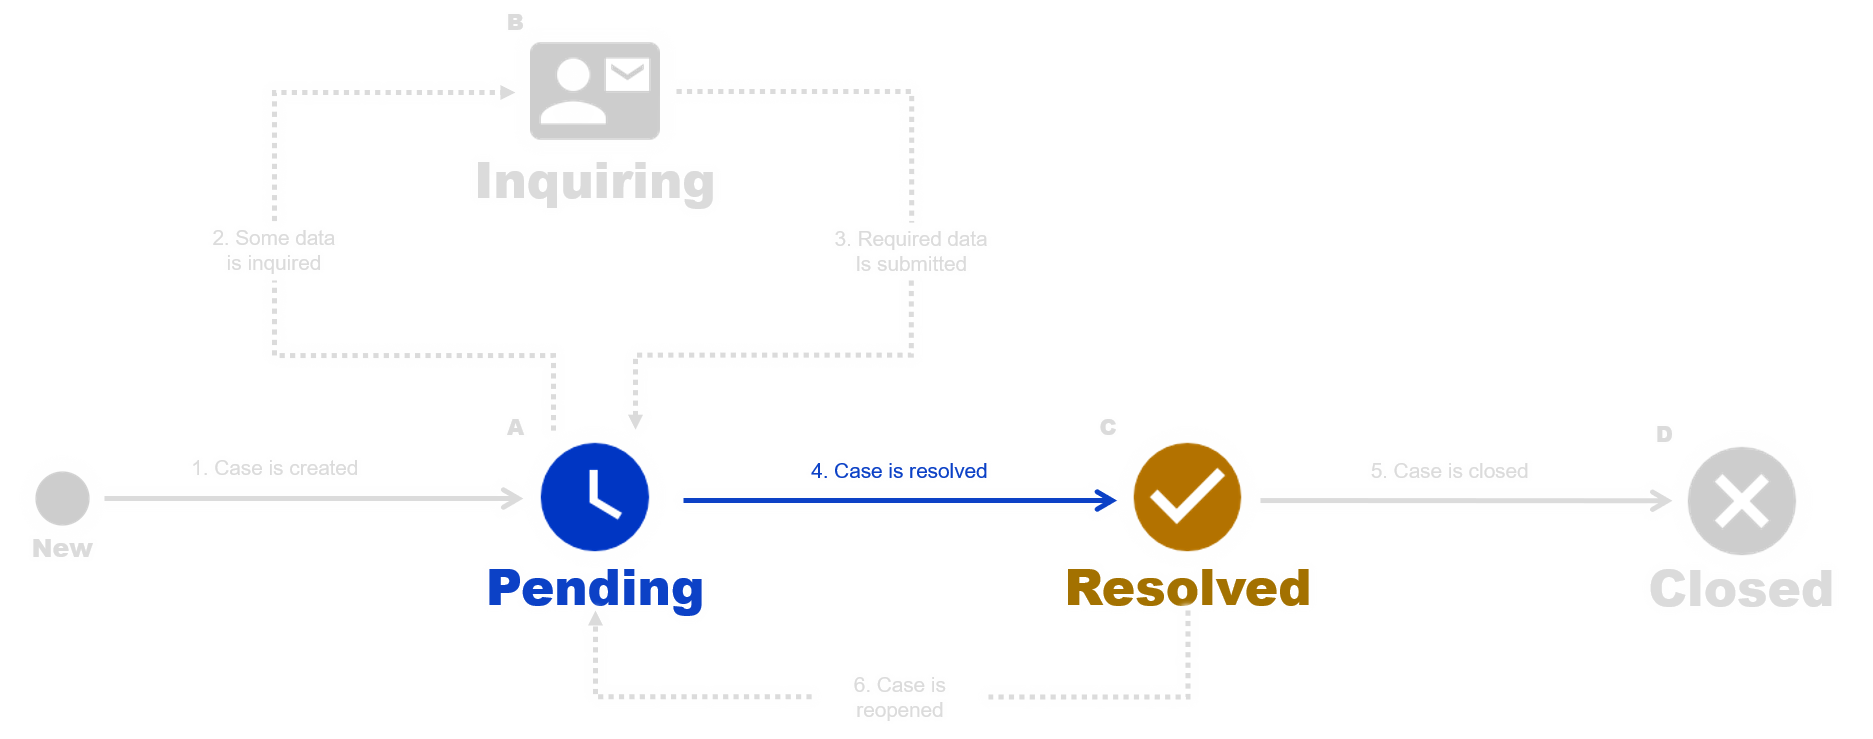 B
Inquiring
2. Some data
is inquired
3. Required data
Is submitted
A
C
D
1. Case is created
4. Case is resolved
5. Case is closed
New
Pending
Resolved
Closed
6. Case is
reopened